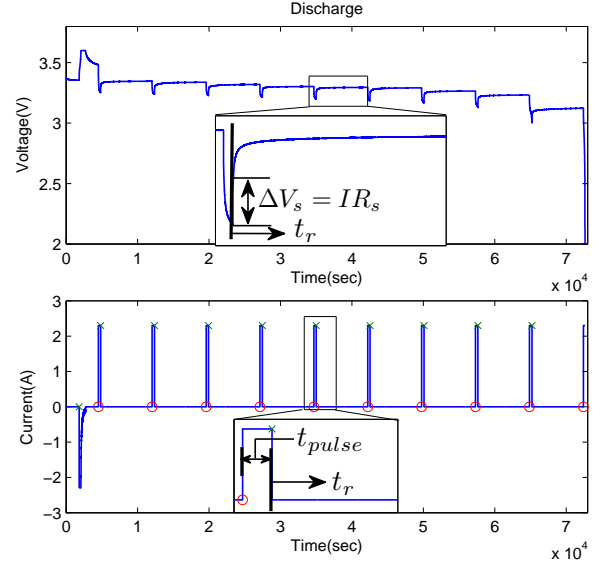 Discharge
Voltage(V)
3.5
3
2.5
2
ΔV_s = IR_s
t_r
0 1 2 3 4 5 6 7
Time(sec)
x 10^4
Current(A)
3
2
1
0
−1
−2
−3
t_pulse
t_r
0 1 2 3 4 5 6 7
Time(sec)
x 10^4